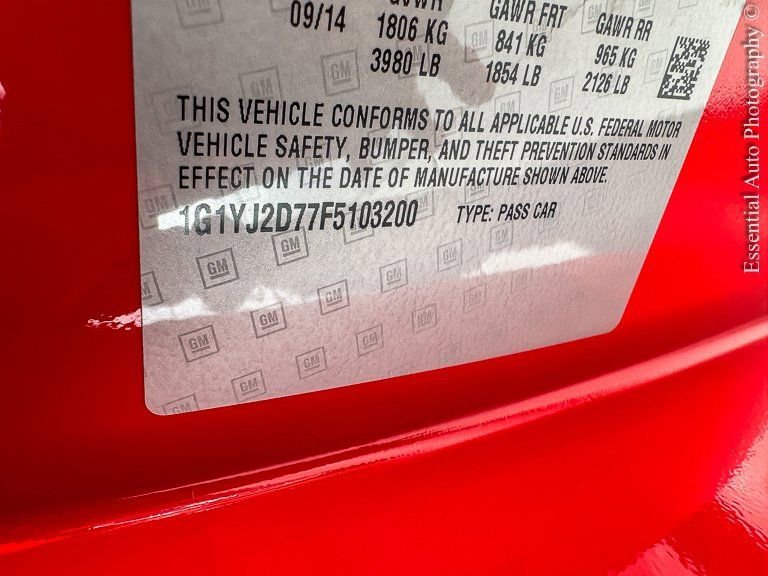 GVWR GAWR FRT GAWR RR
09/14 1806 KG 841 KG 965 KG
3980 LB 1854 LB 2126 LB
THIS VEHICLE CONFORMS TO ALL APPLICABLE U.S. FEDERAL MOTOR
VEHICLE SAFETY, BUMPER, AND THEFT PREVENTION STANDARDS IN
EFFECT ON THE DATE OF MANUFACTURE SHOWN ABOVE.
1G1YJ2D77F5103200 TYPE: PASS CAR
GM
Essential Auto Photography ©